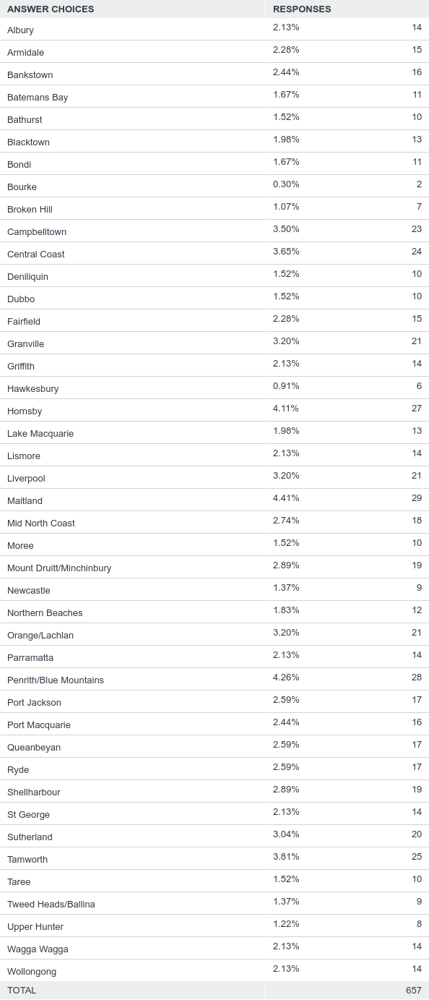 ANSWER CHOICES RESPONSES
Albury 2.13% 14
Armidale 2.28% 15
Bankstown 2.44% 16
Batemans Bay 1.67% 11
Bathurst 1.52% 10
Blacktown 1.98% 13
Bondi 1.67% 11
Bourke 0.30% 2
Broken Hill 1.07% 7
Campbelltown 3.50% 23
Central Coast 3.65% 24
Deniliquin 1.52% 10
Dubbo 1.52% 10
Fairfield 2.28% 15
Granville 3.20% 21
Griffith 2.13% 14
Hawkesbury 0.91% 6
Hornsby 4.11% 27
Lake Macquarie 1.98% 13
Lismore 2.13% 14
Liverpool 3.20% 21
Maitland 4.41% 29
Mid North Coast 2.74% 18
Moree 1.52% 10
Mount Druitt/Minchinbury 2.89% 19
Newcastle 1.37% 9
Northern Beaches 1.83% 12
Orange/Lachlan 3.20% 21
Parramatta 2.13% 14
Penrith/Blue Mountains 4.26% 28
Port Jackson 2.59% 17
Port Macquarie 2.44% 16
Queanbeyan 2.59% 17
Ryde 2.59% 17
Shellharbour 2.89% 19
St George 2.13% 14
Sutherland 3.04% 20
Tamworth 3.81% 25
Taree 1.52% 10
Tweed Heads/Ballina 1.37% 9
Upper Hunter 1.22% 8
Wagga Wagga 2.13% 14
Wollongong 2.13% 14
TOTAL 657